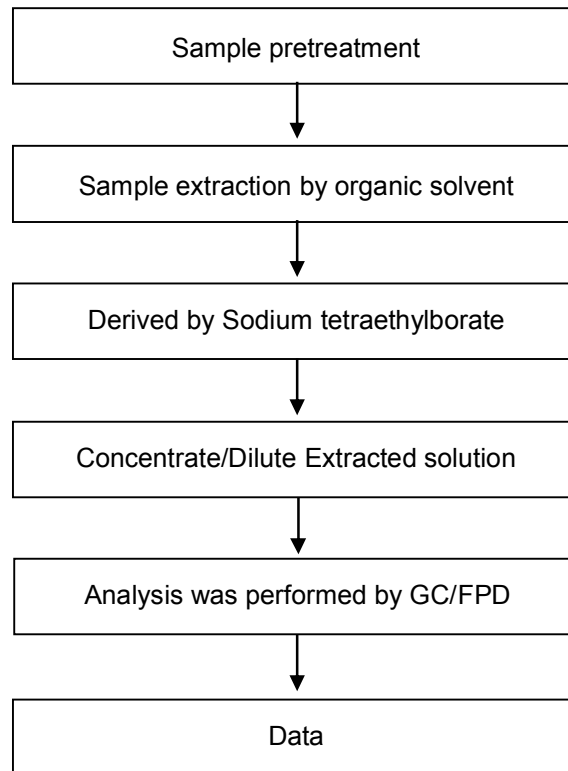 Sample pretreatment
Sample extraction by organic solvent
Derived by Sodium tetraethylborate
Concentrate/Dilute Extracted solution
Analysis was performed by GC/FPD
Data